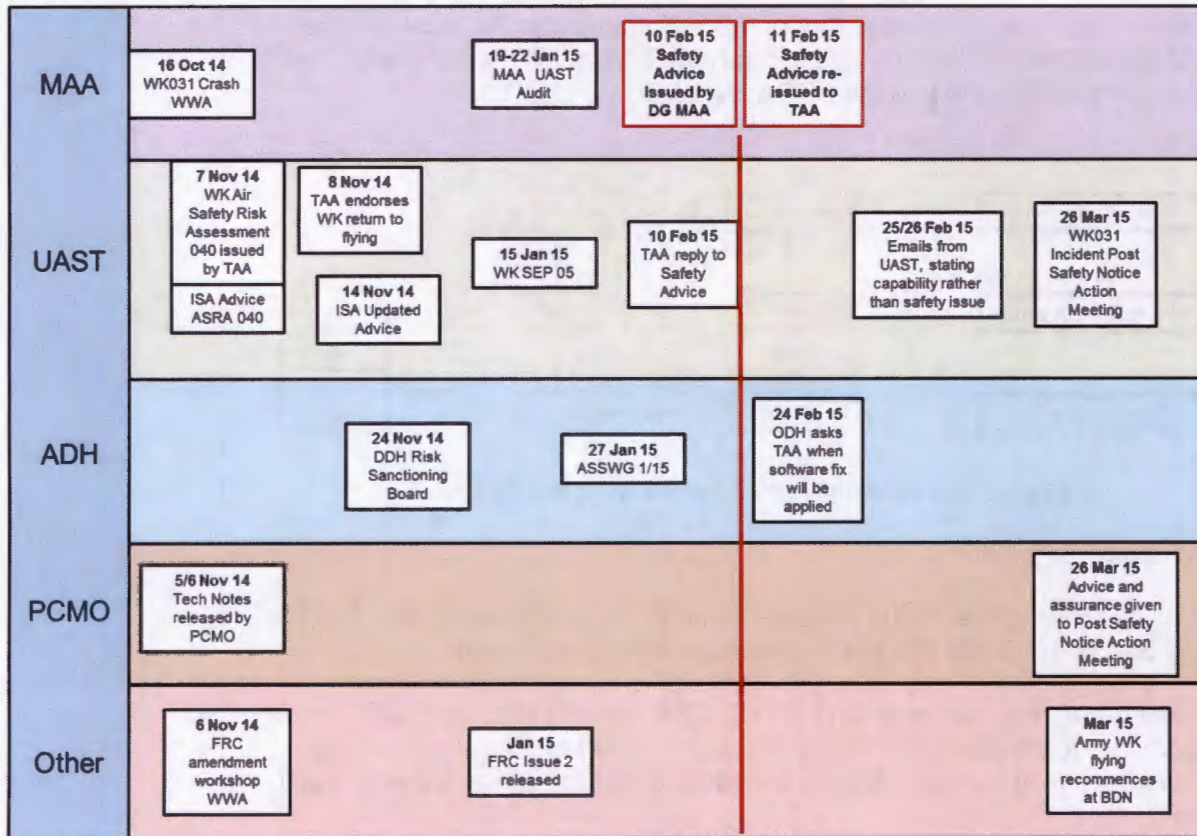 MAA
16 Oct 14
WK031 Crash
WWA
19-22 Jan 15
MAA UAST
Audit
10 Feb 15
Safety
Advice
Issued by
DG MAA
11 Feb 15
Safety
Advice re-
issued to
TAA
UAST
7 Nov 14
WK Air
Safety Risk
Assessment
040 issued
by TAA
ISA Advice
ASRA 040
8 Nov 14
TAA endorses
WK return to
flying
14 Nov 14
ISA Updated
Advice
15 Jan 15
WK SEP 05
10 Feb 15
TAA reply to
Safety
Advice
25/26 Feb 15
Emails from
UAST, stating
capability rather
than safety issue
26 Mar 15
WK031
Incident Post
Safety Notice
Action
Meeting
ADH
24 Nov 14
DDH Risk
Sanctioning
Board
27 Jan 15
ASSWG 1/15
24 Feb 15
ODH asks
TAA when
software fix
will be
applied
PCMO
5/6 Nov 14
Tech Notes
released by
PCMO
26 Mar 15
Advice and
assurance given
to Post Safety
Notice Action
Meeting
Other
6 Nov 14
FRC
amendment
workshop
WWA
Jan 15
FRC Issue 2
released
Mar 15
Army WK
flying
recommences
at BDN